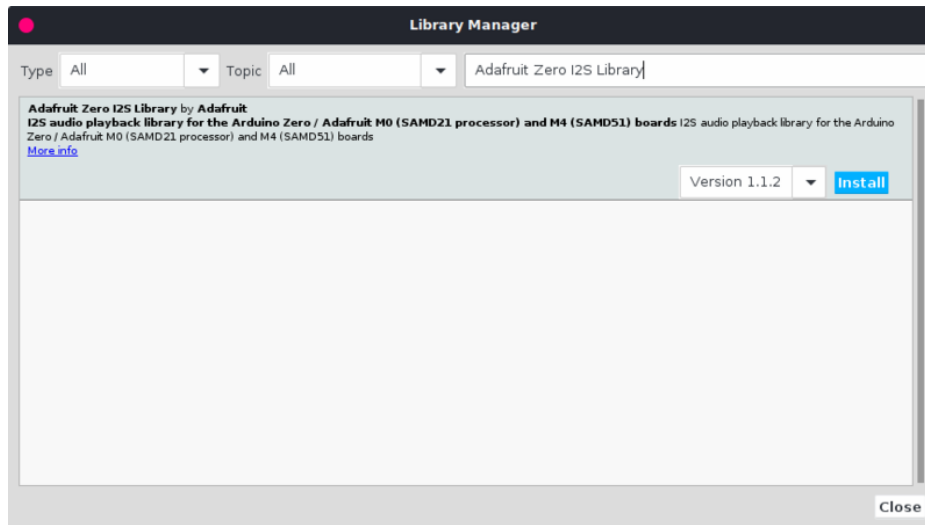 Library Manager
Type All Topic All Adafruit Zero I2S Library
Adafruit Zero I2S Library by Adafruit
I2S audio playback library for the Arduino Zero / Adafruit M0 (SAMD21 processor) and M4 (SAMD51) boards I2S audio playback library for the Arduino
Zero / Adafruit M0 (SAMD21 processor) and M4 (SAMD51) boards
More info
Version 1.1.2 Install
Close